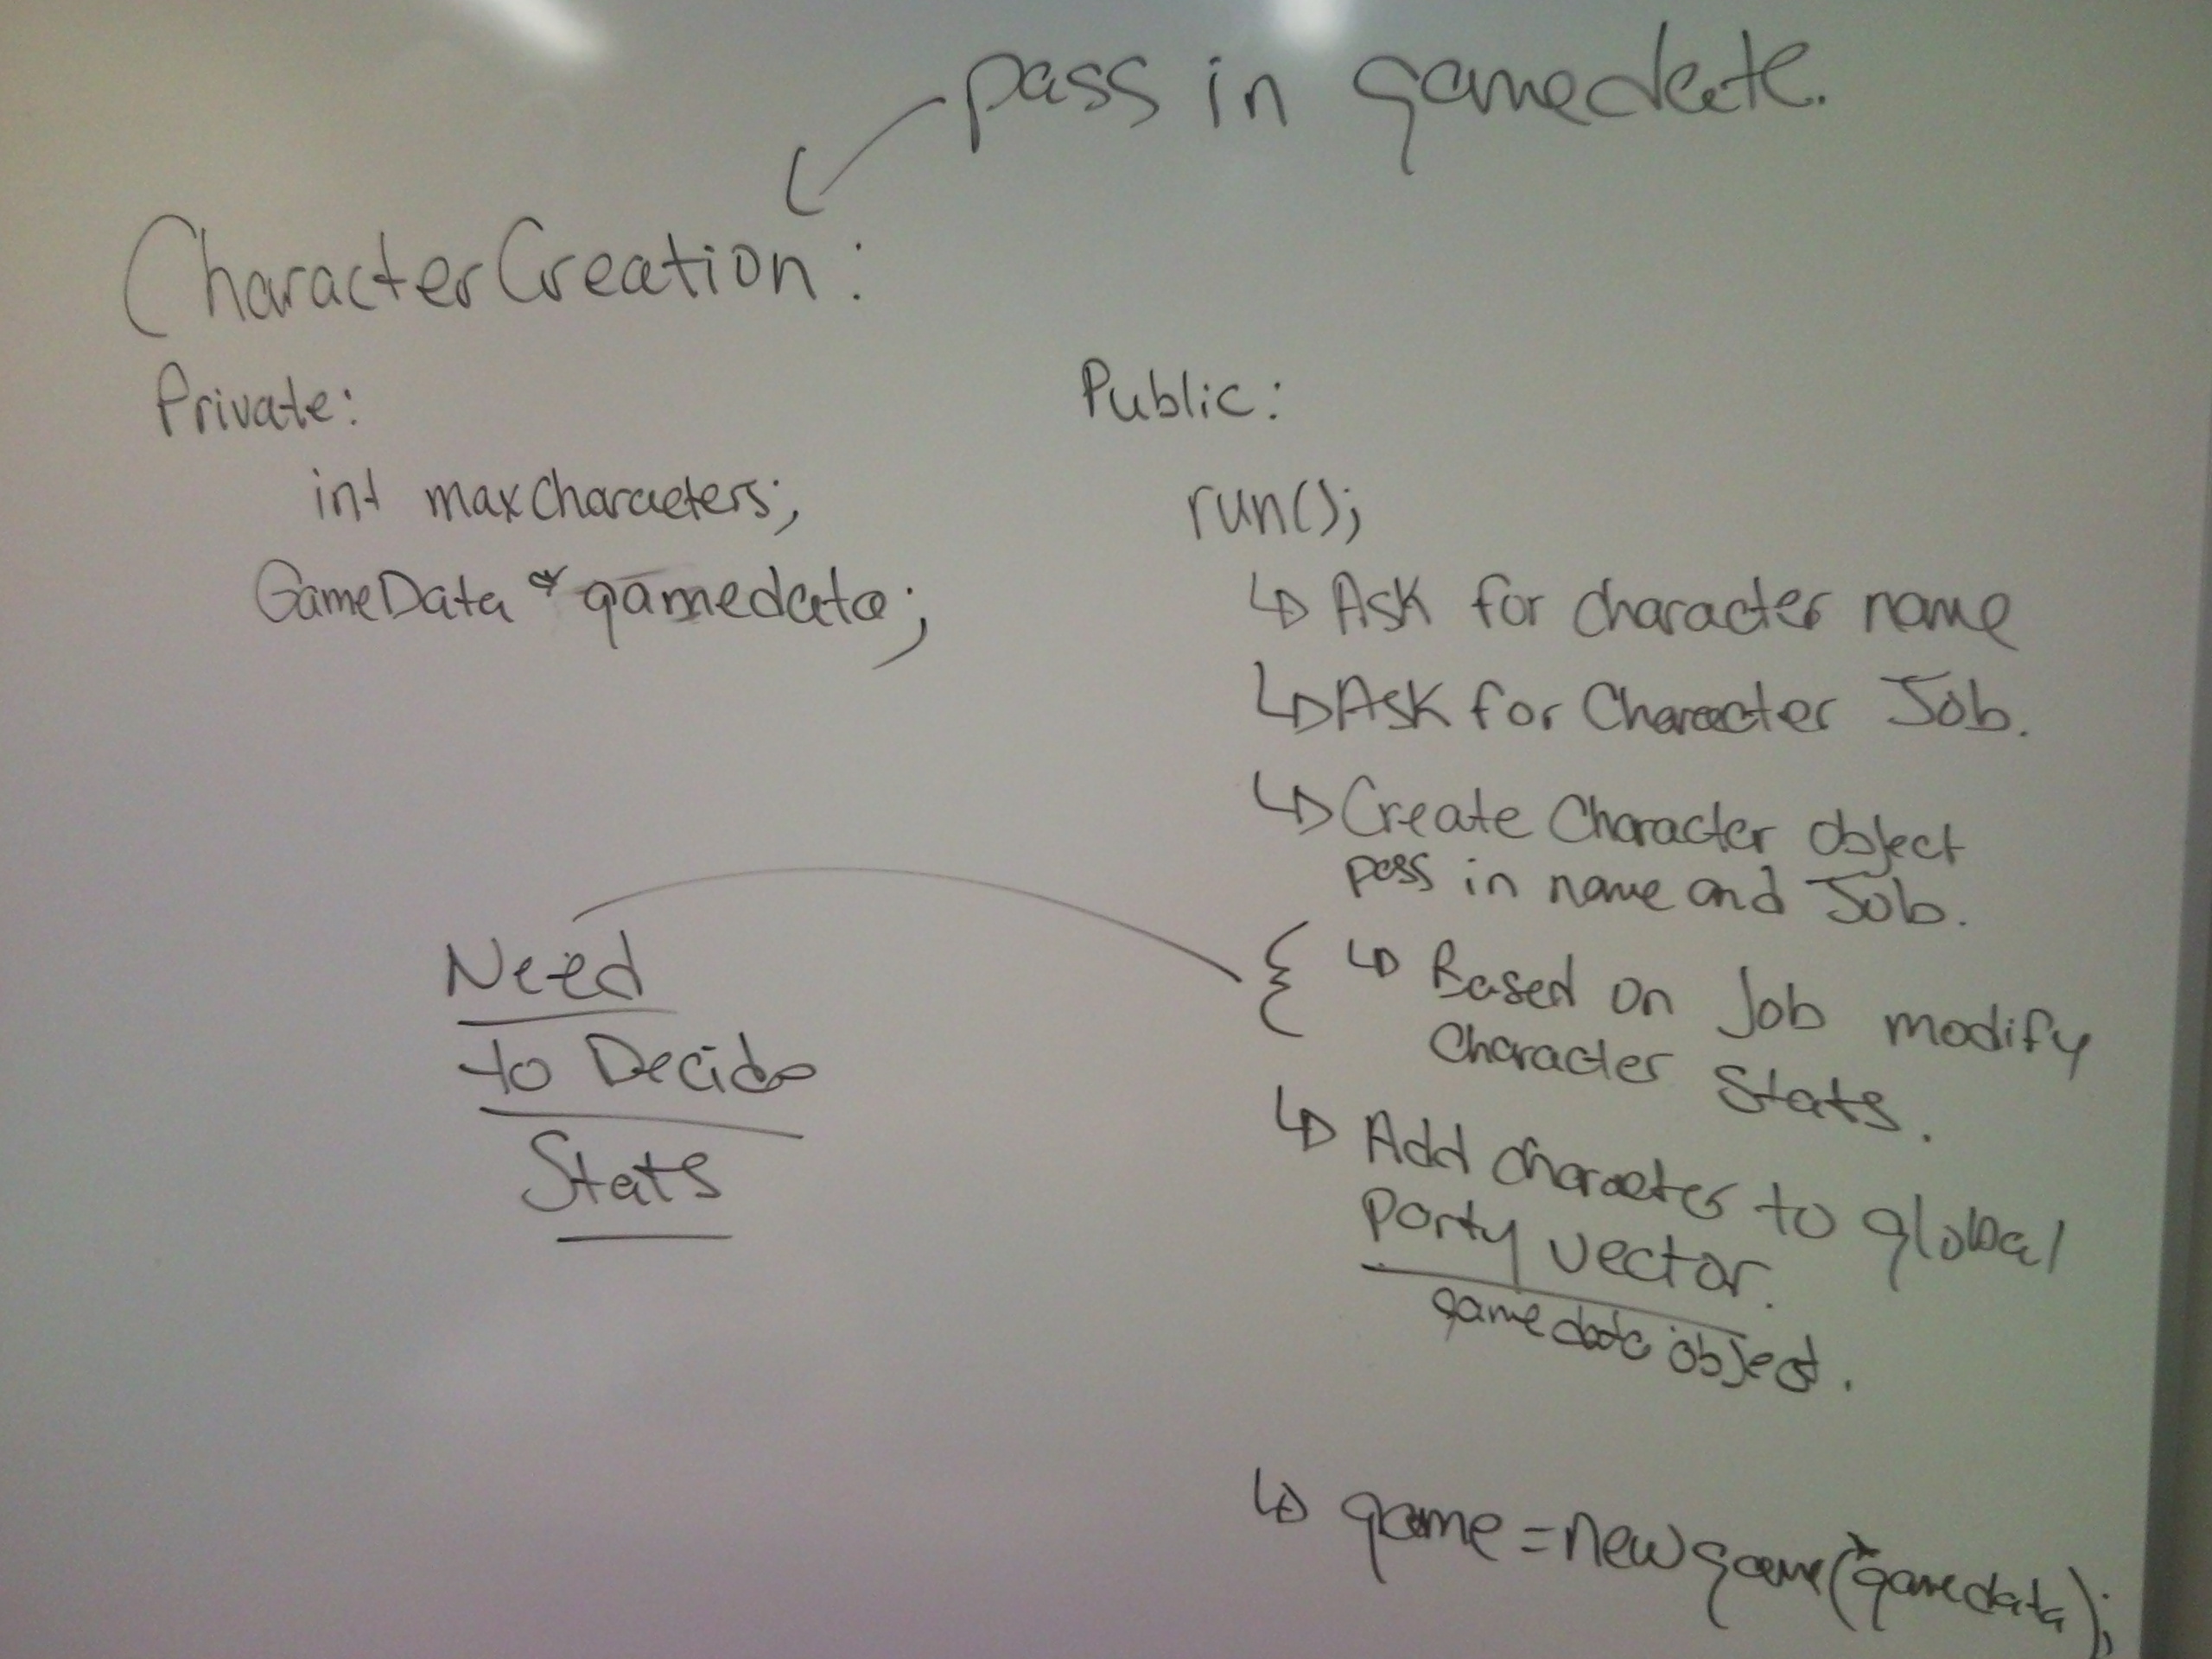 pass in gamedata.
CharacterCreation:
Private:
int maxcharacters;
GameData * gamedata;
Need
to Decide
Stats
Public:
run();
↳ Ask for character name
↳ Ask for Character Job.
↳ Create Character object
pass in name and Job.
{ ↳ Based on Job modify
Character Stats.
↳ Add character to global
party vector.
gamedata object.
↳ game = new game(*gamedata);